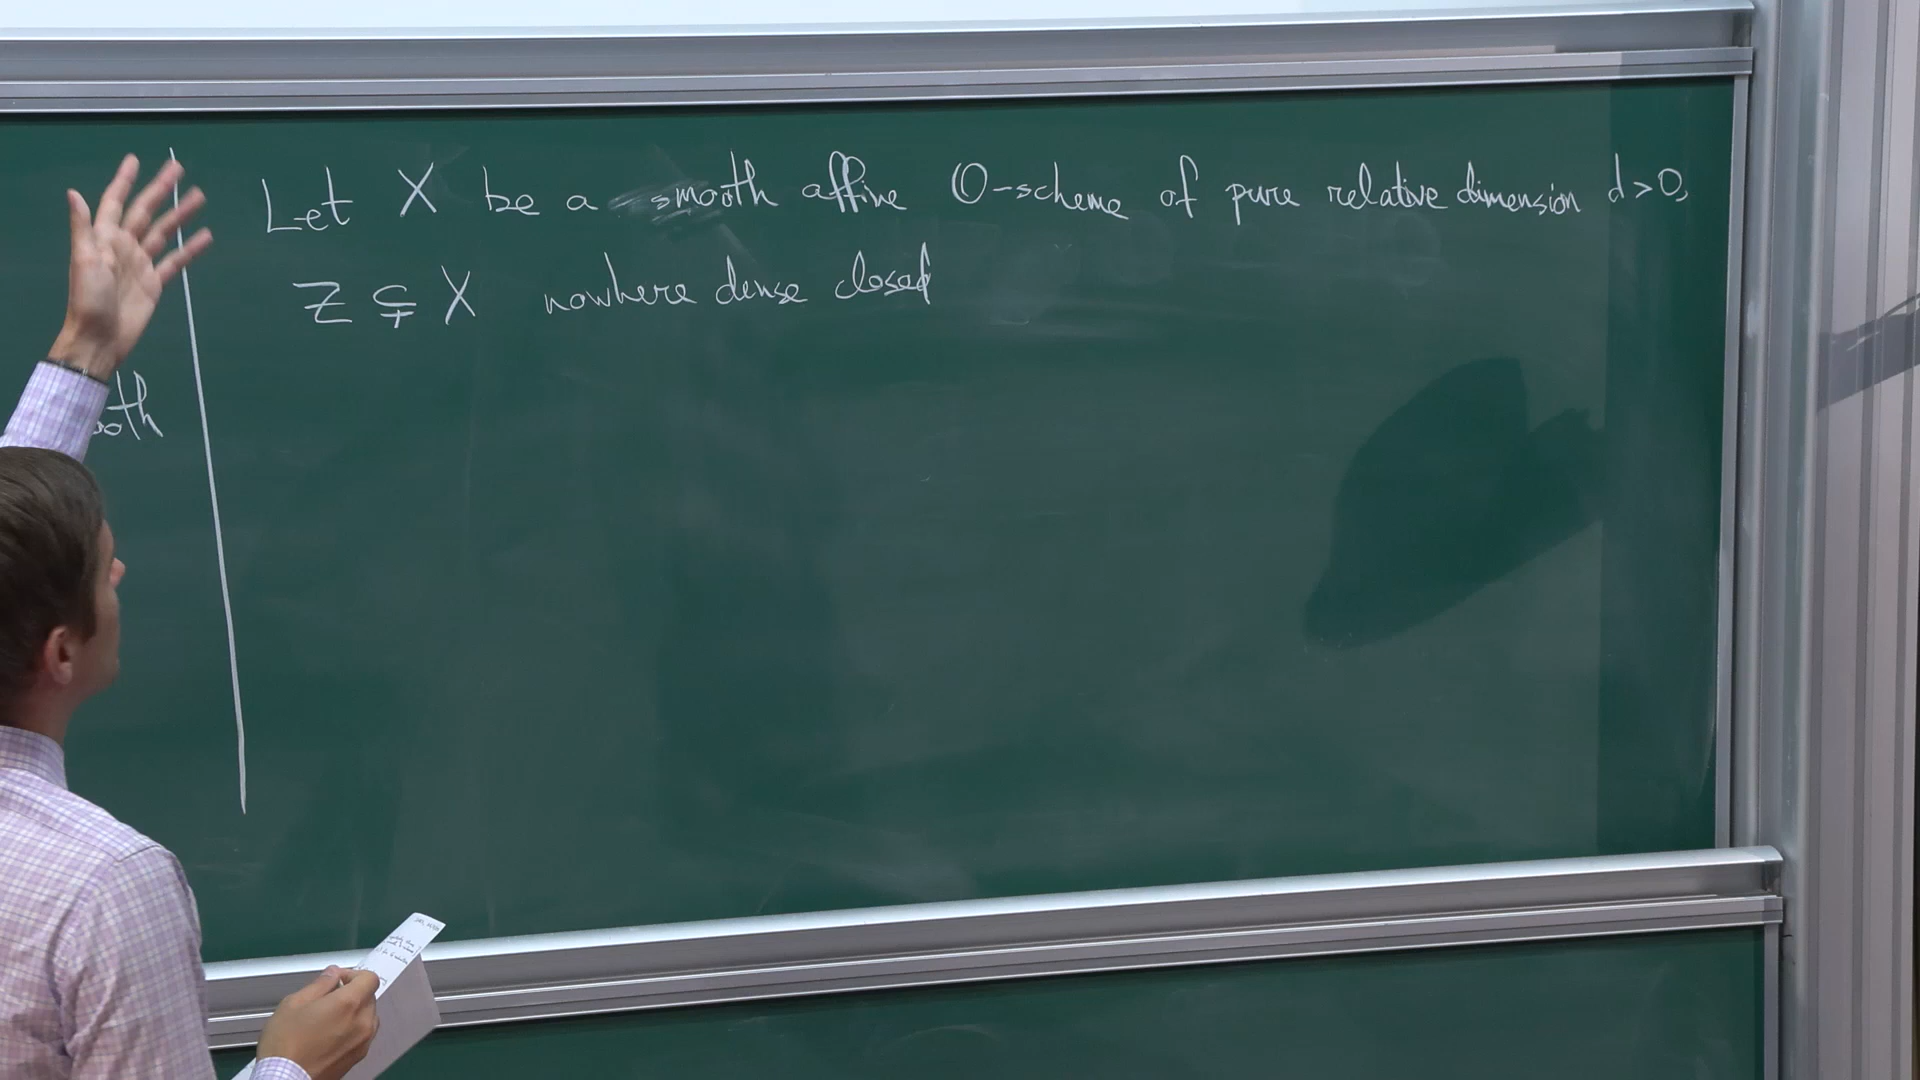 Let X be a smooth affine O-scheme of pure relative dimension d>0,
Z ⊊ X nowhere dense closed